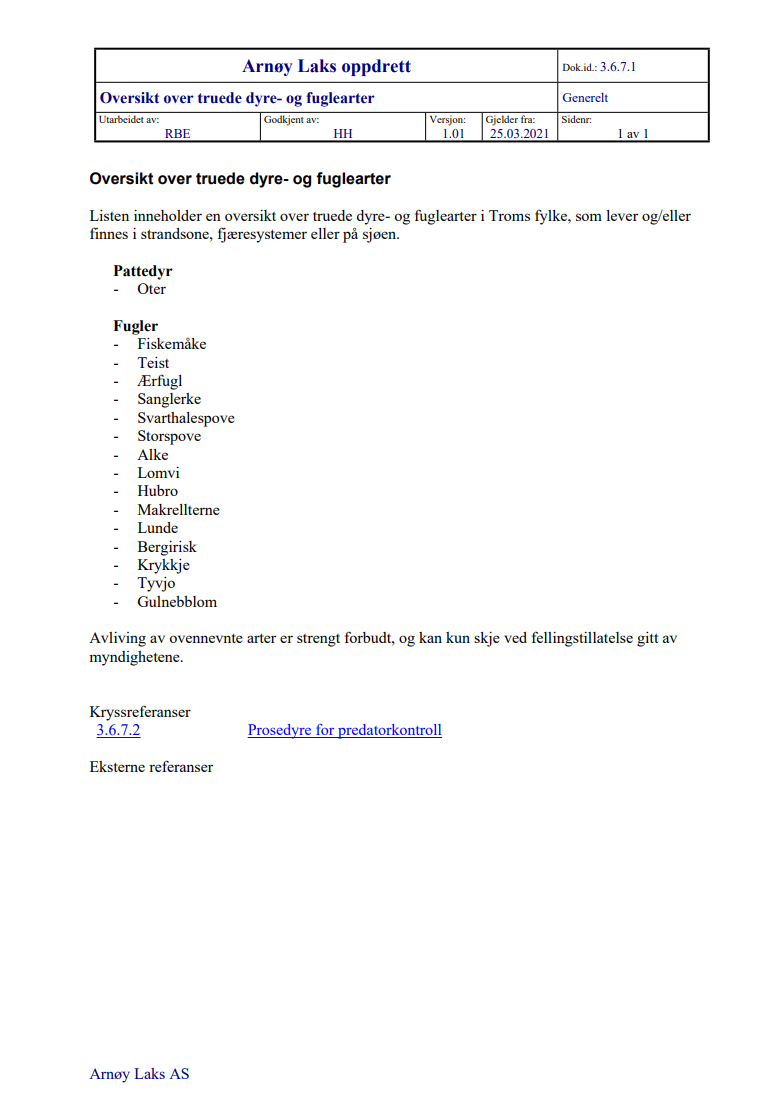 Arnøy Laks oppdrett
Dok.id.: 3.6.7.1
Oversikt over truede dyre- og fuglearter
Generelt
Utarbeidet av:
RBE
Godkjent av:
HH
Versjon:
1.01
Gjelder fra:
25.03.2021
Sidenr:
1 av 1
Oversikt over truede dyre- og fuglearter
Listen inneholder en oversikt over truede dyre- og fuglearter i Troms fylke, som lever og/eller
finnes i strandsone, fjæresystemer eller på sjøen.
Pattedyr
- Oter
Fugler
- Fiskemåke
- Teist
- Ærfugl
- Sanglerke
- Svarthalespove
- Storspove
- Alke
- Lomvi
- Hubro
- Makrellterne
- Lunde
- Bergirisk
- Krykkje
- Tyvjo
- Gulnebblom
Avliving av ovennevnte arter er strengt forbudt, og kan kun skje ved fellingstillatelse gitt av
myndighetene.
Kryssreferanser
3.6.7.2 Prosedyre for predatorkontroll
Eksterne referanser
Arnøy Laks AS